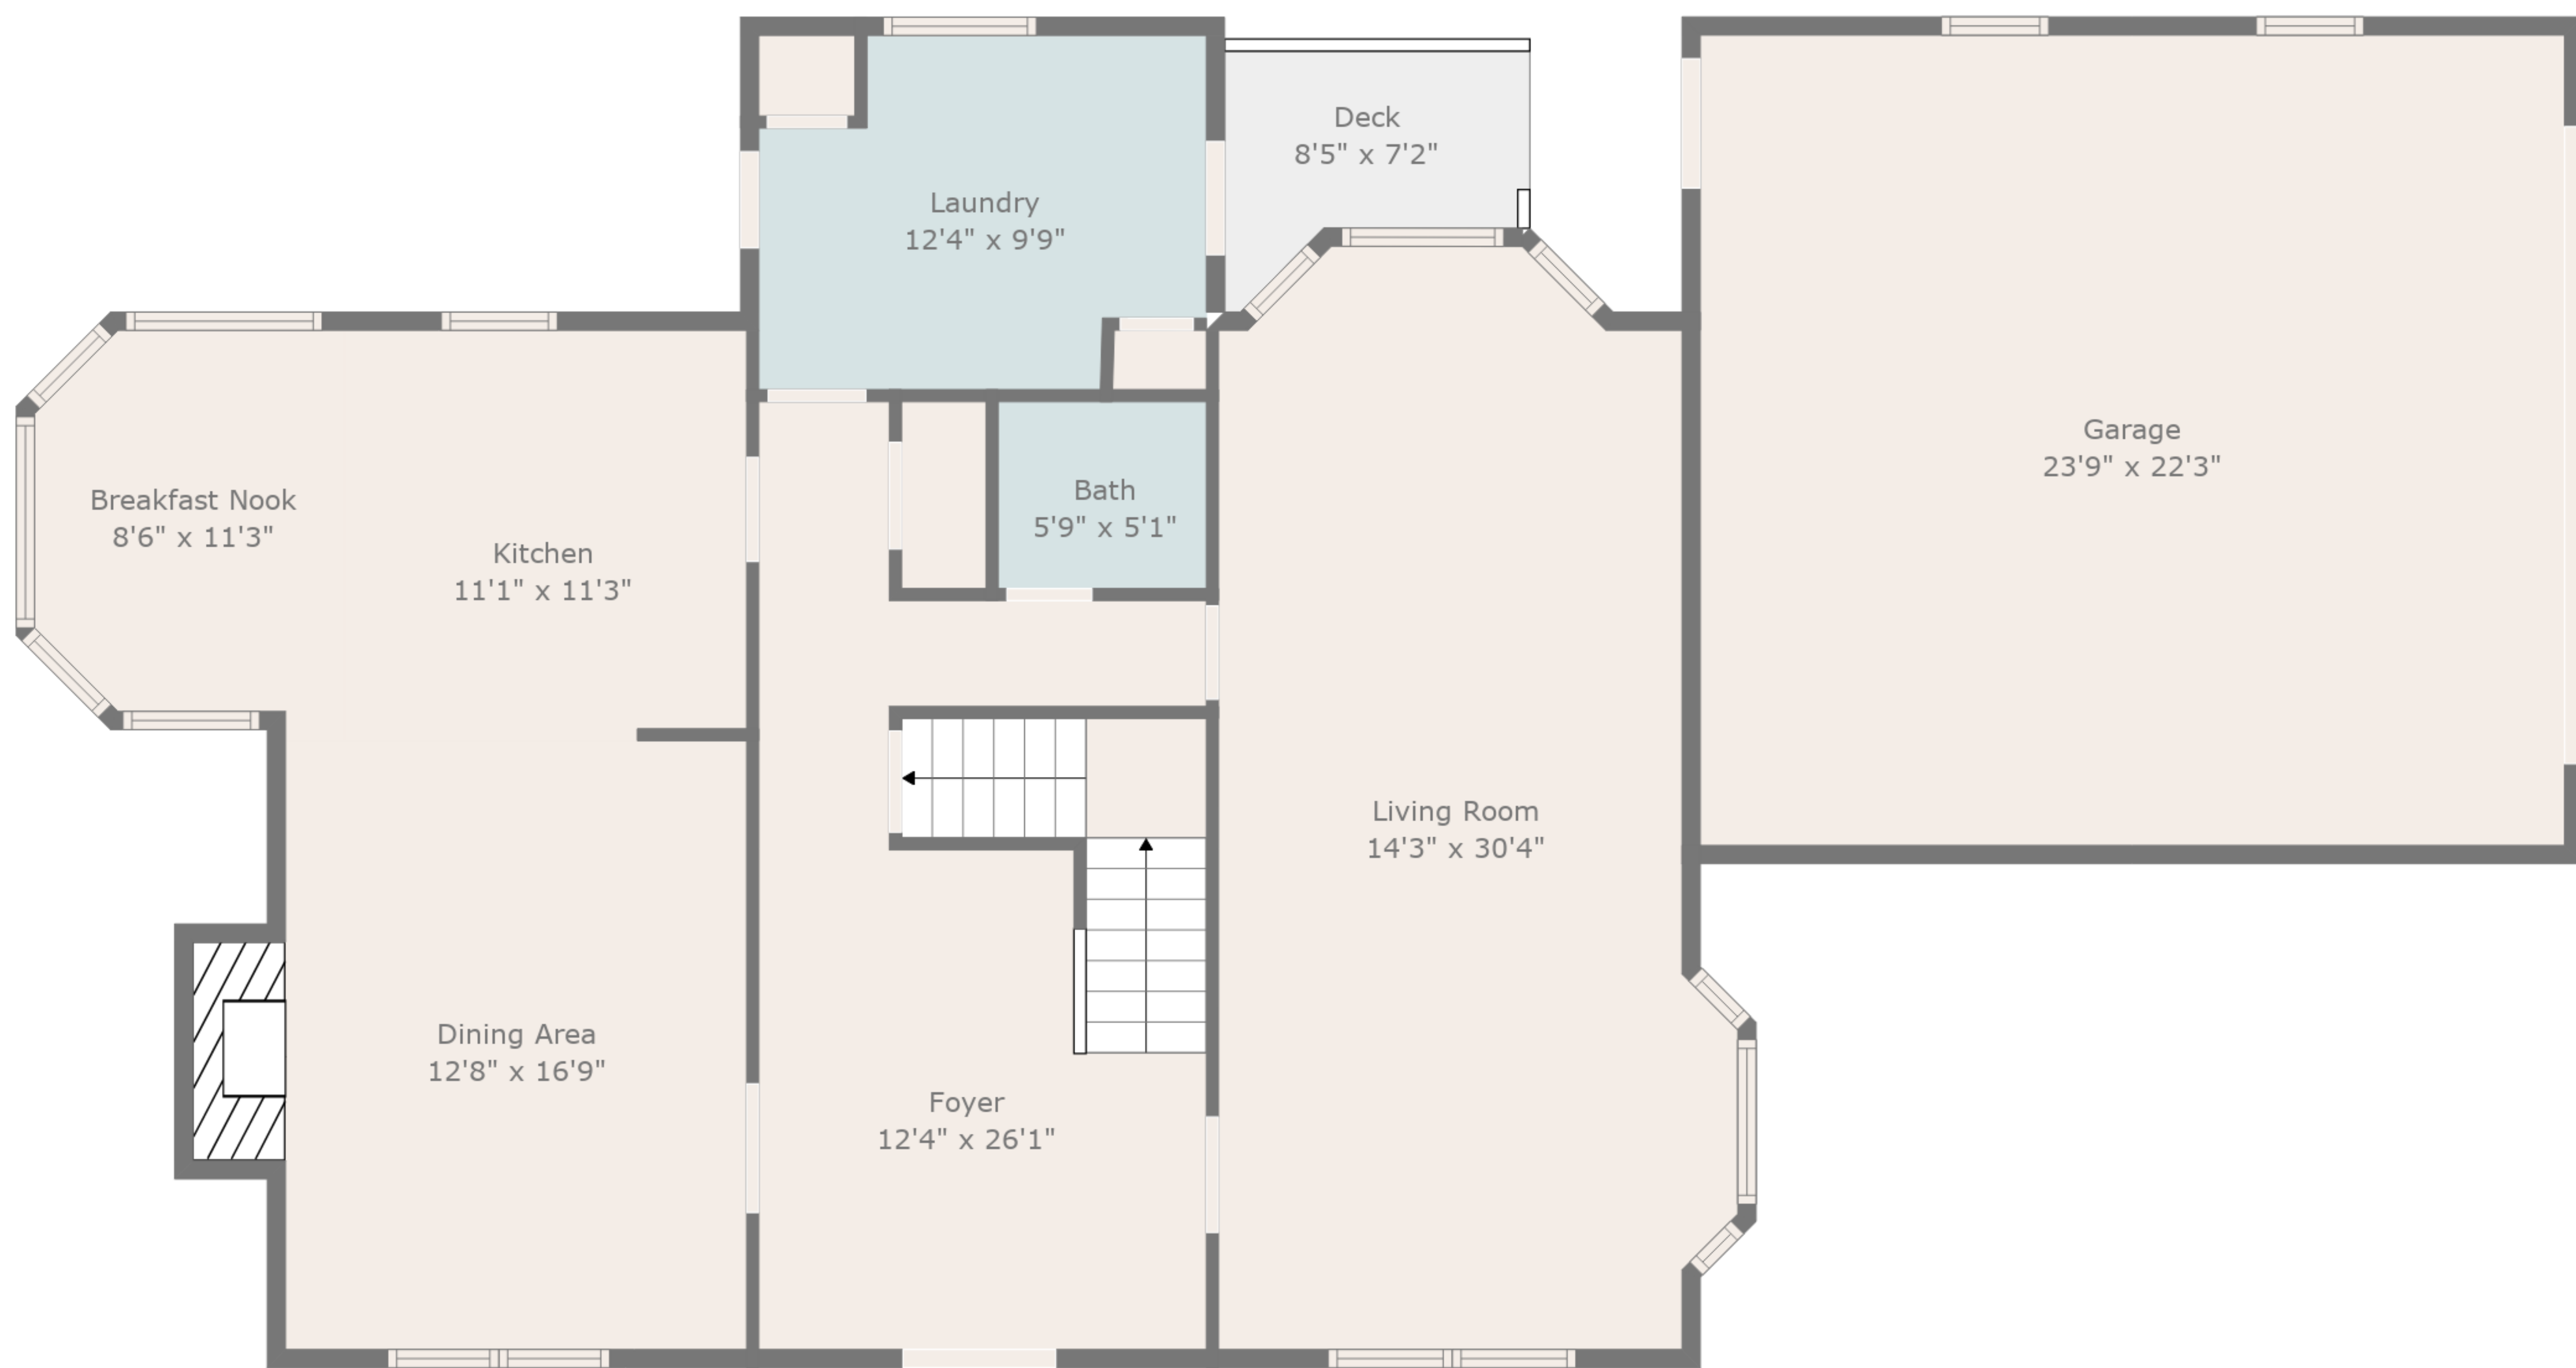 Deck
8'5" x 7'2"
Laundry
12'4" x 9'9"
Garage
23'9" x 22'3"
Breakfast Nook
8'6" x 11'3"
Kitchen
11'1" x 11'3"
Bath
5'9" x 5'1"
Living Room
14'3" x 30'4"
Dining Area
12'8" x 16'9"
Foyer
12'4" x 26'1"